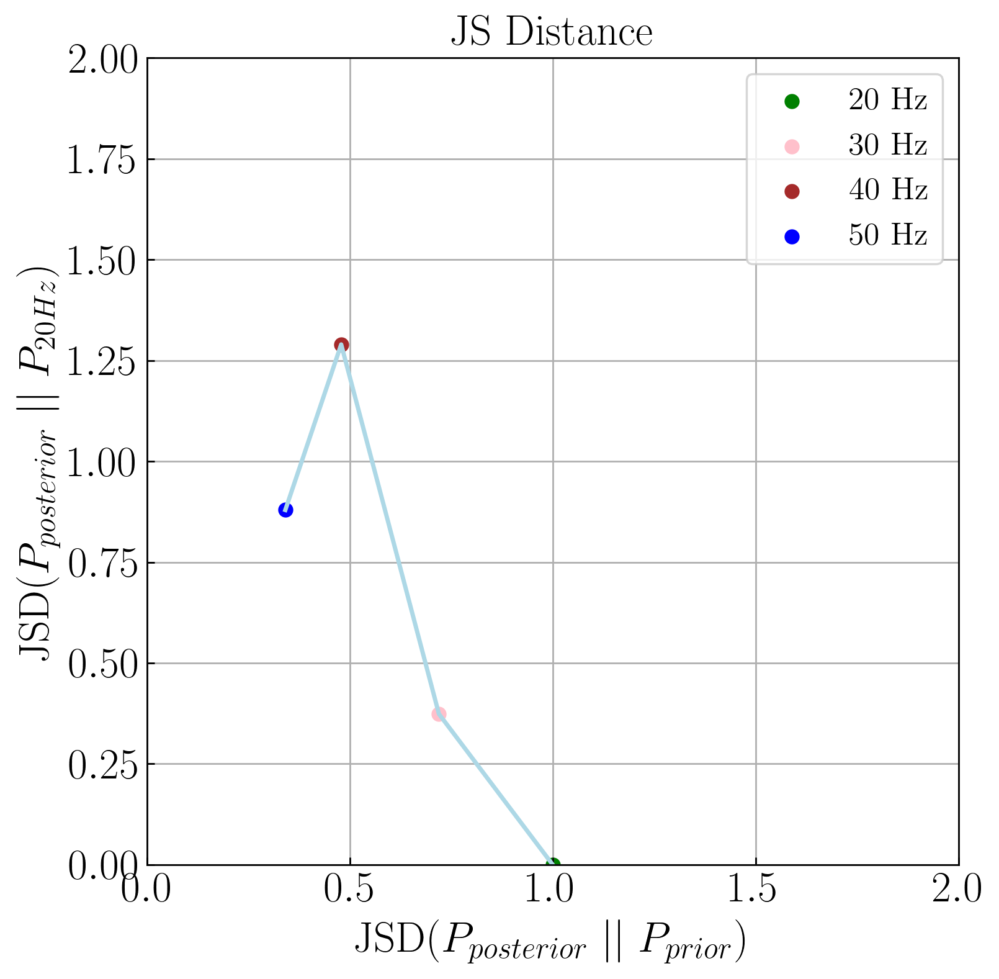 JS Distance
2.00
1.75
1.50
1.25
1.00
0.75
0.50
0.25
0.00
JSD(P_posterior || P_20Hz)
20 Hz
30 Hz
40 Hz
50 Hz
0.0 0.5 1.0 1.5 2.0
JSD(P_posterior || P_prior)